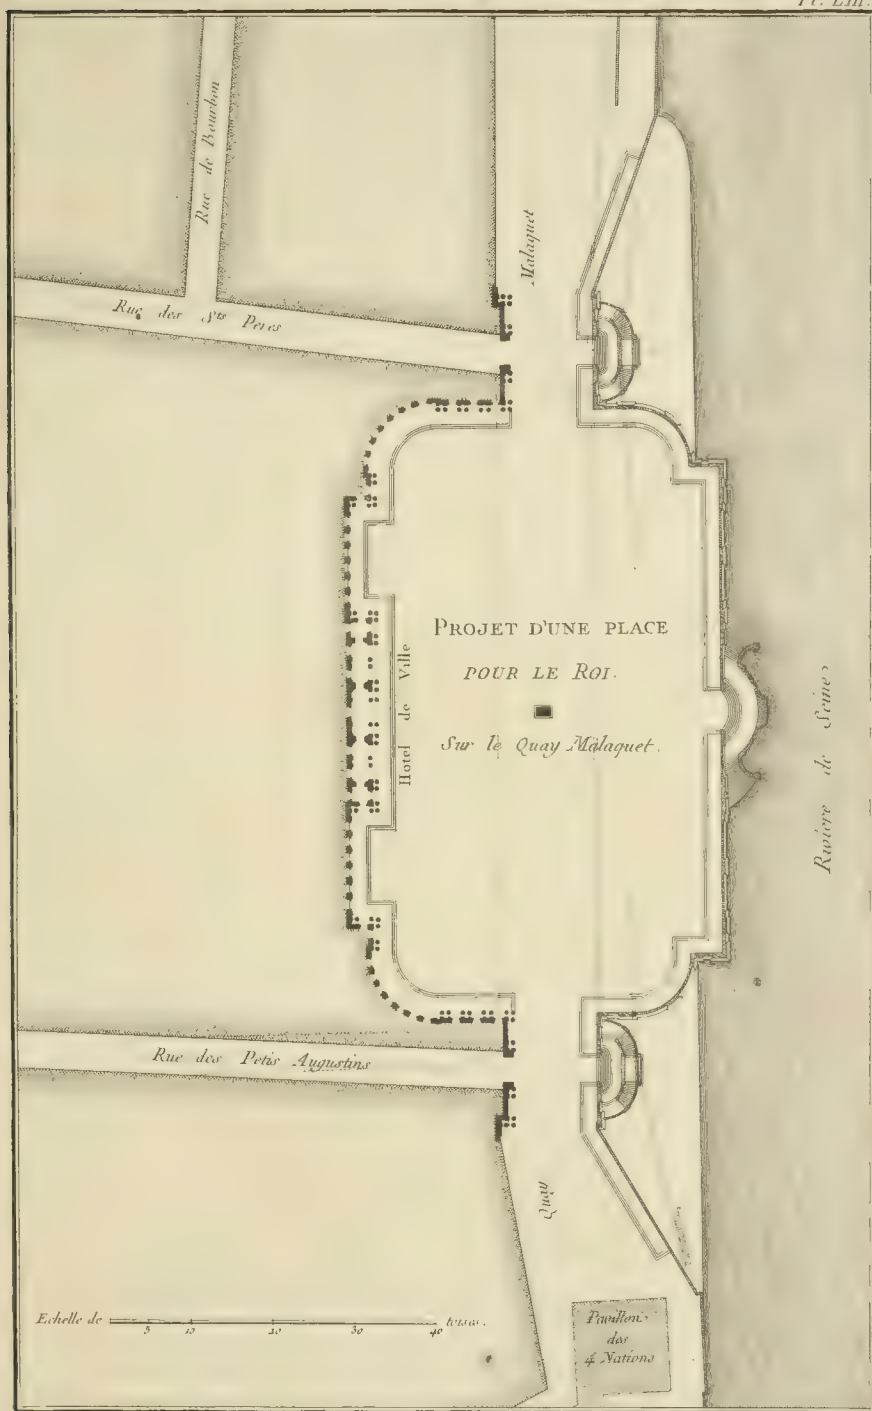 Rue de Bourbon
Malaquet
Rue des Sts Peres
PROJET D'UNE PLACE
POUR LE ROI.
Hotel de Ville
Sur le Quay Malaquet.
Riviere de Seine
Rue des Petis Augustins
Quay
Echelle de
5 10 20 30 40
toises.
Pavillon
des
4 Nations